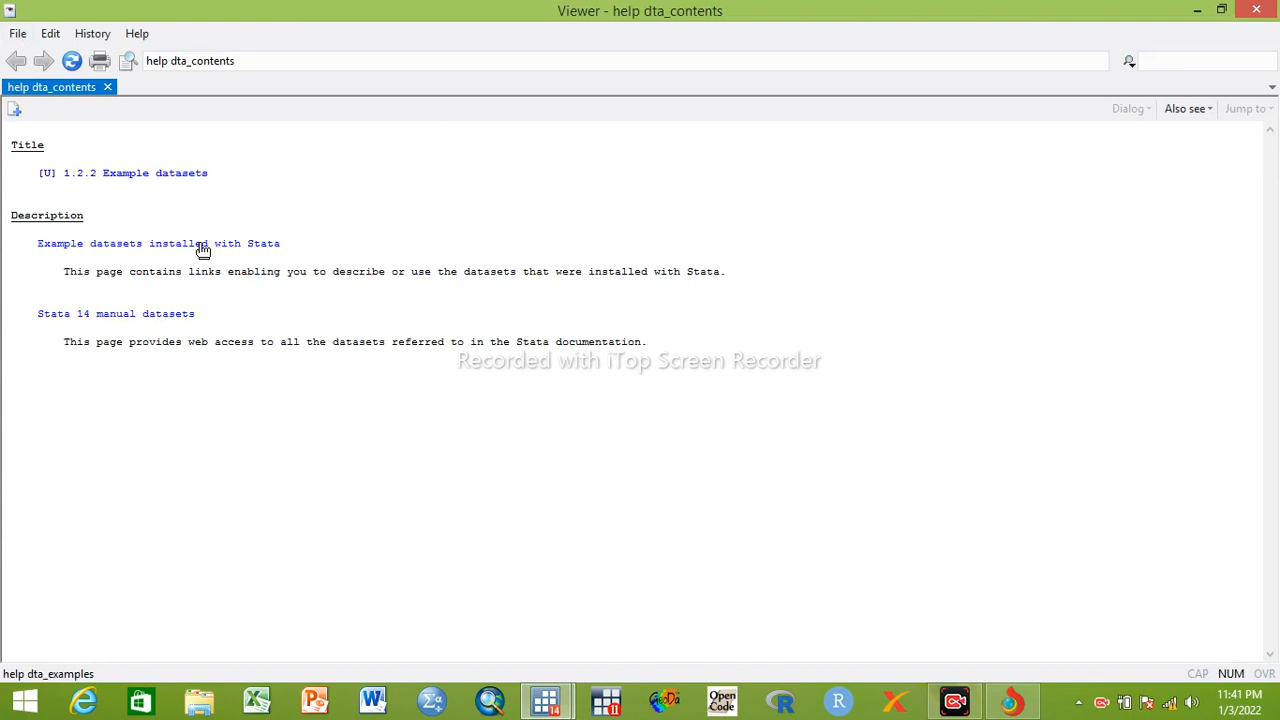 Viewer - help dta_contents
File Edit History Help
help dta_contents
help dta_contents
Dialog Also see Jump to
Title
[U] 1.2.2 Example datasets
Description
Example datasets installed with Stata
This page contains links enabling you to describe or use the datasets that were installed with Stata.
Stata 14 manual datasets
This page provides web access to all the datasets referred to in the Stata documentation.
Recorded with iTop Screen Recorder
help dta_examples
CAP NUM OVR
14
11
Open Code
R
R
11:41 PM
1/3/2022